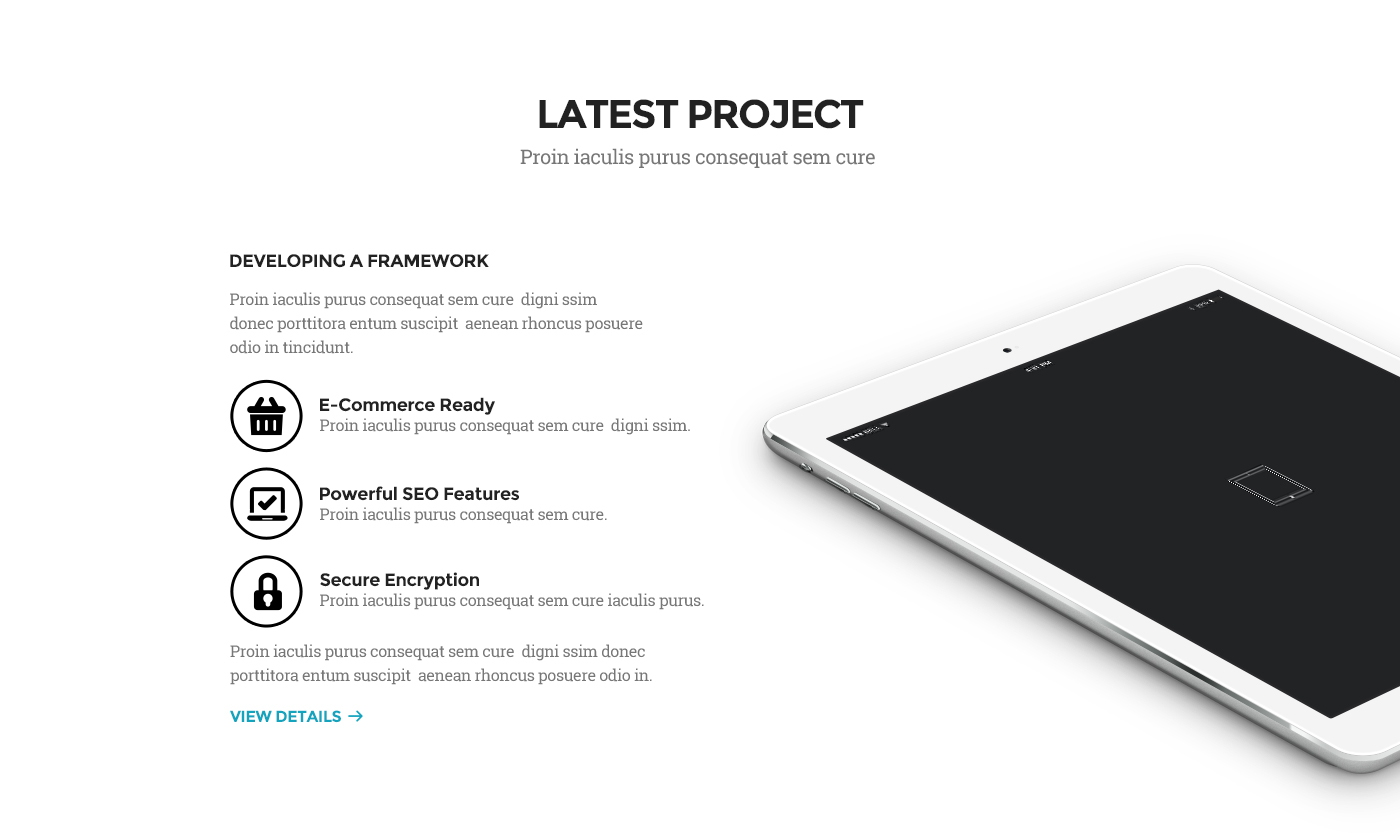 LATEST PROJECT
Proin iaculis purus consequat sem cure
DEVELOPING A FRAMEWORK
Proin iaculis purus consequat sem cure digni ssim
donec porttitora entum suscipit aenean rhoncus posuere
odio in tincidunt.
E-Commerce Ready
Proin iaculis purus consequat sem cure digni ssim.
Powerful SEO Features
Proin iaculis purus consequat sem cure.
Secure Encryption
Proin iaculis purus consequat sem cure iaculis purus.
Proin iaculis purus consequat sem cure digni ssim donec
porttitora entum suscipit aenean rhoncus posuere odio in.
VIEW DETAILS →